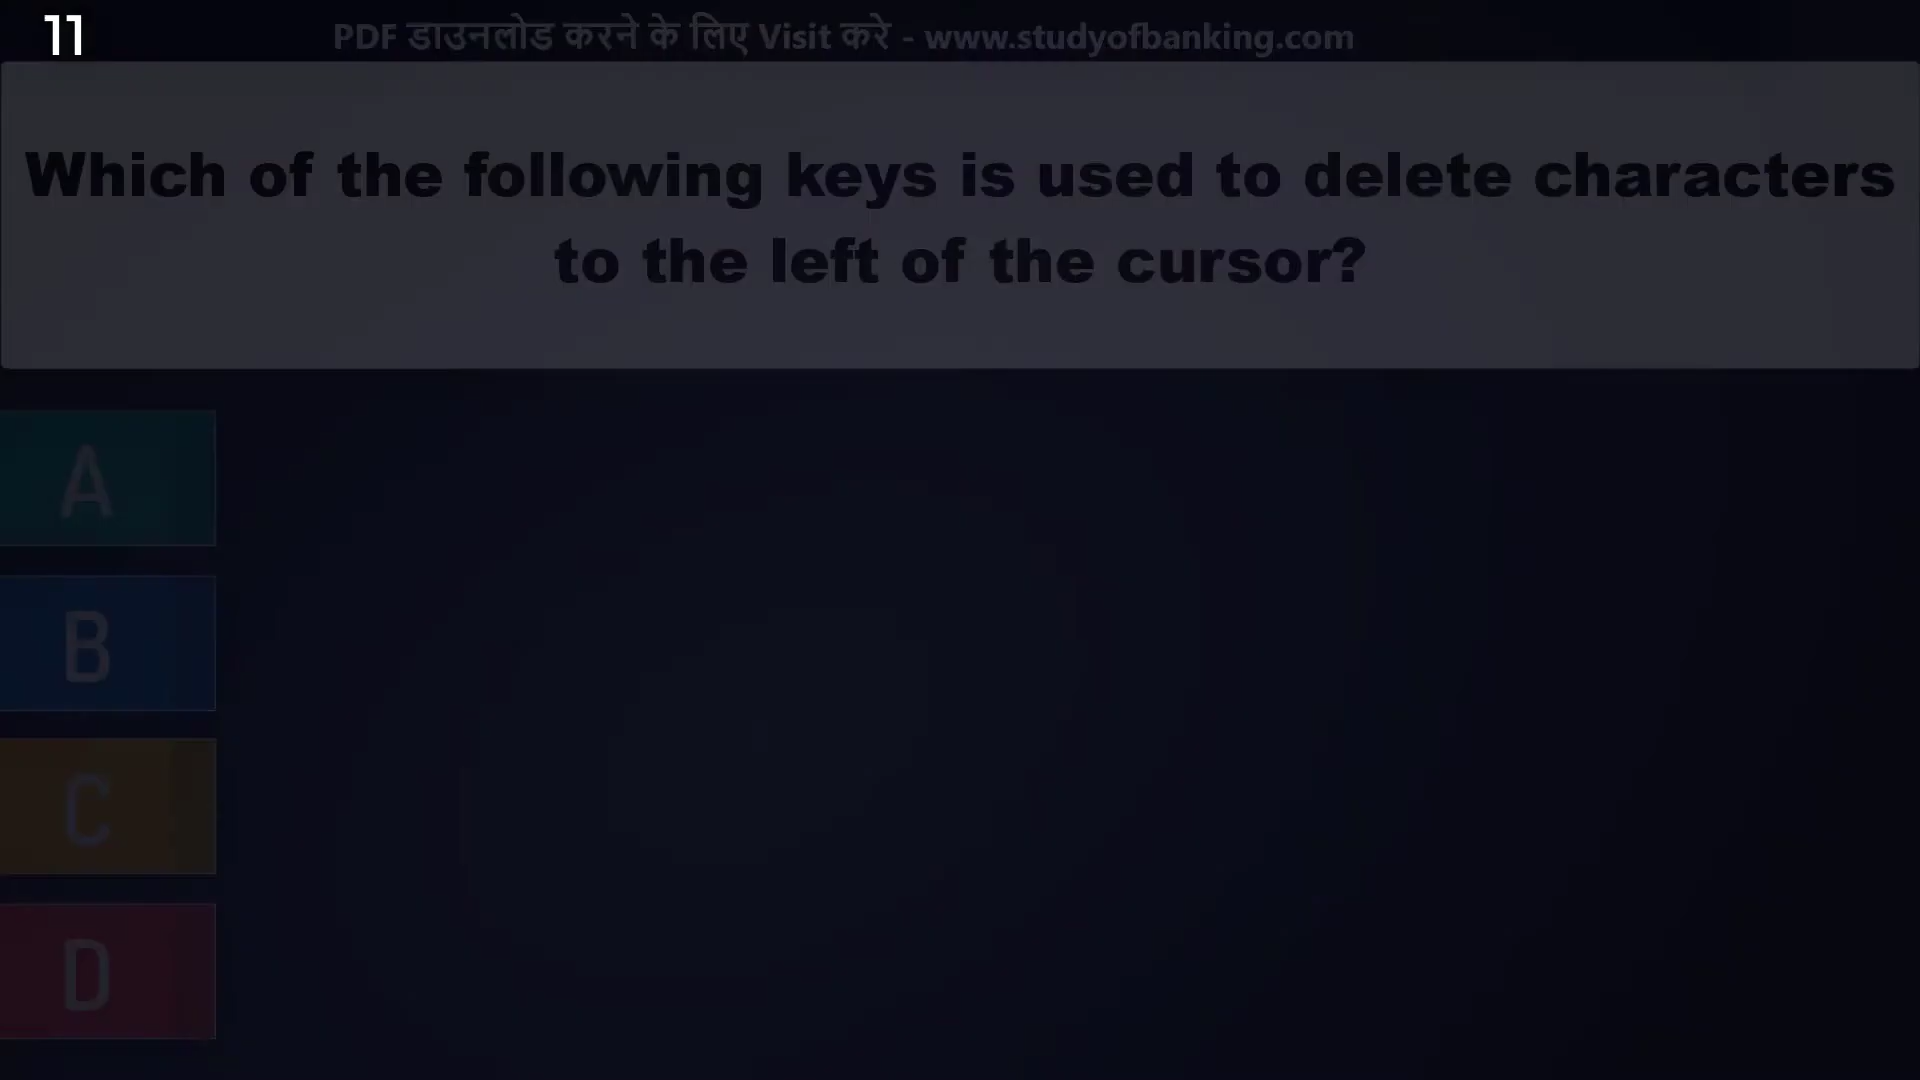 11
PDF डाउनलोड करने के लिए Visit करे - www.studyofbanking.com
Which of the following keys is used to delete characters
to the left of the cursor?
A
B
C
D